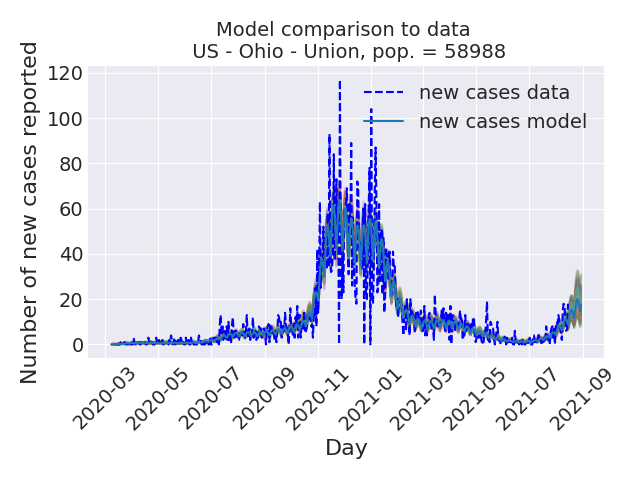 Model comparison to data
US - Ohio - Union, pop. = 58988
Number of new cases reported
120
100
80
60
40
20
0
new cases data
new cases model
2020-03
2020-05
2020-07
2020-09
2020-11
2021-01
2021-03
2021-05
2021-07
2021-09
Day